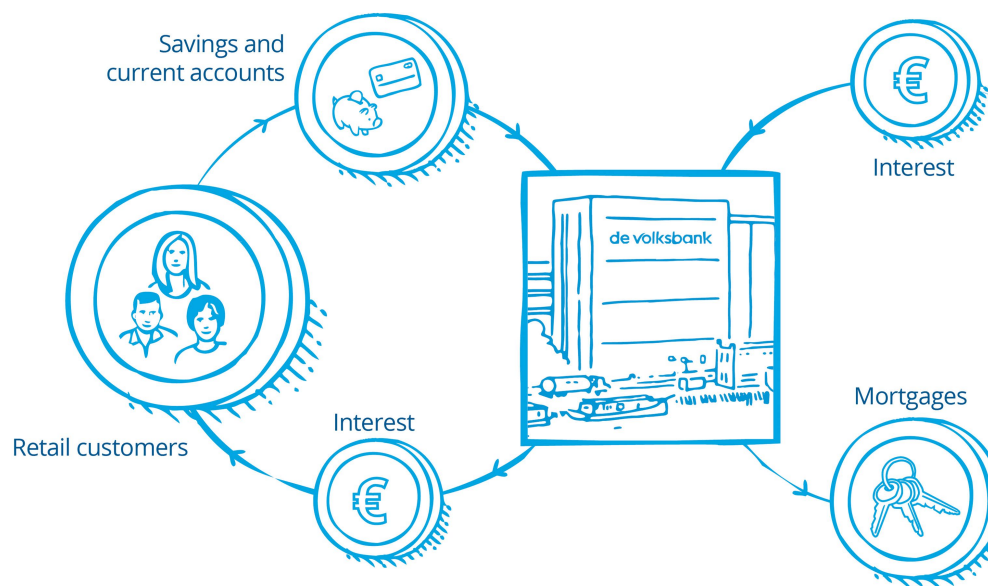 Savings and
current accounts
Interest
de volksbank
Mortgages
Interest
Retail customers